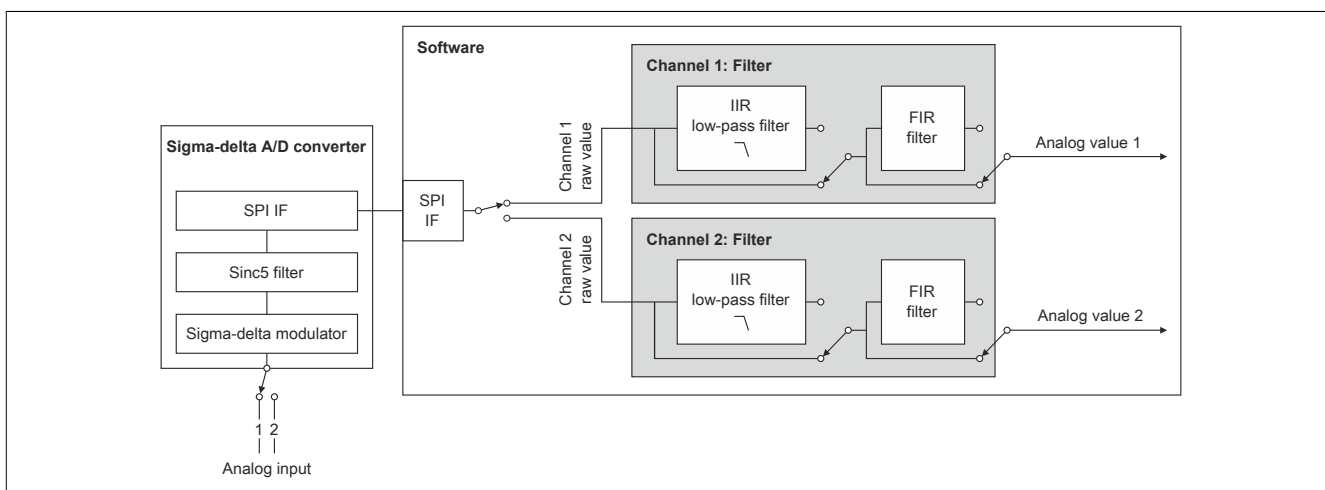 Software
Channel 1: Filter
IIR
low-pass filter
FIR
filter
Analog value 1
Channel 1
raw value
Sigma-delta A/D converter
SPI IF
Sinc5 filter
Sigma-delta modulator
SPI
IF
Channel 2
raw value
Channel 2: Filter
IIR
low-pass filter
FIR
filter
Analog value 2
1 2
Analog input